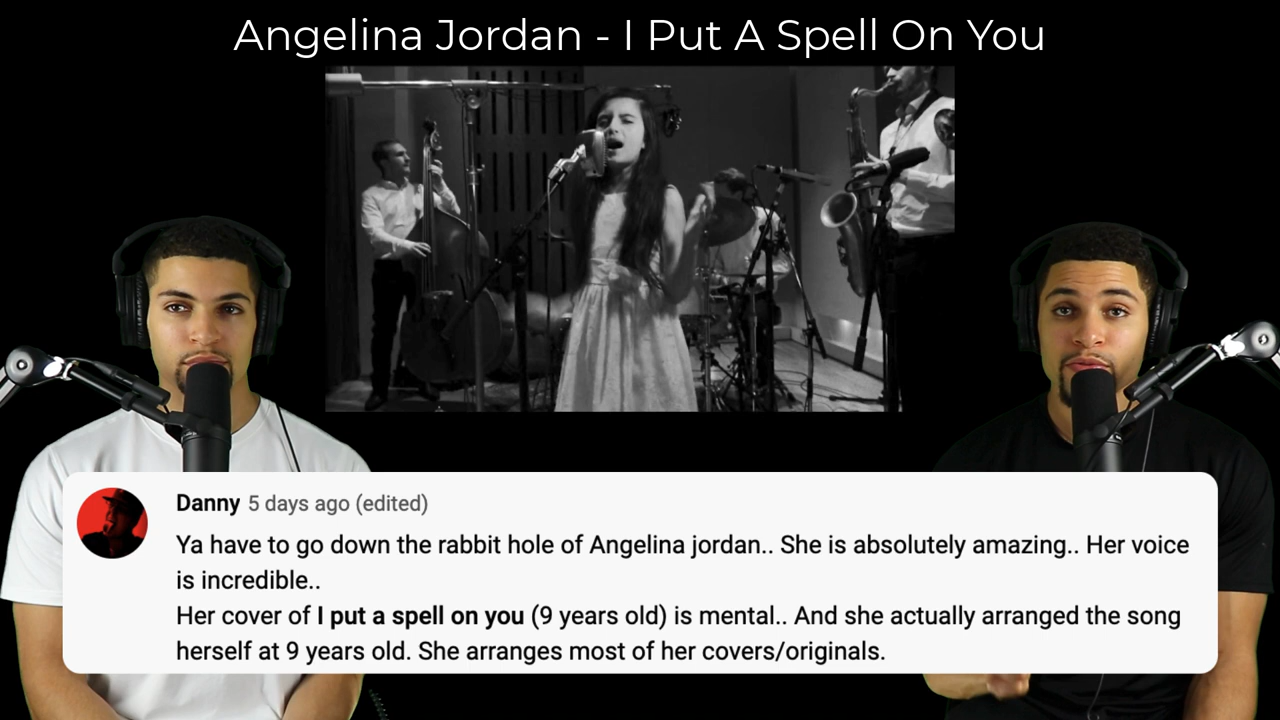 Angelina Jordan - I Put A Spell On You
Danny 5 days ago (edited)
Ya have to go down the rabbit hole of Angelina jordan.. She is absolutely amazing.. Her voice
is incredible..
Her cover of I put a spell on you (9 years old) is mental.. And she actually arranged the song
herself at 9 years old. She arranges most of her covers/originals.